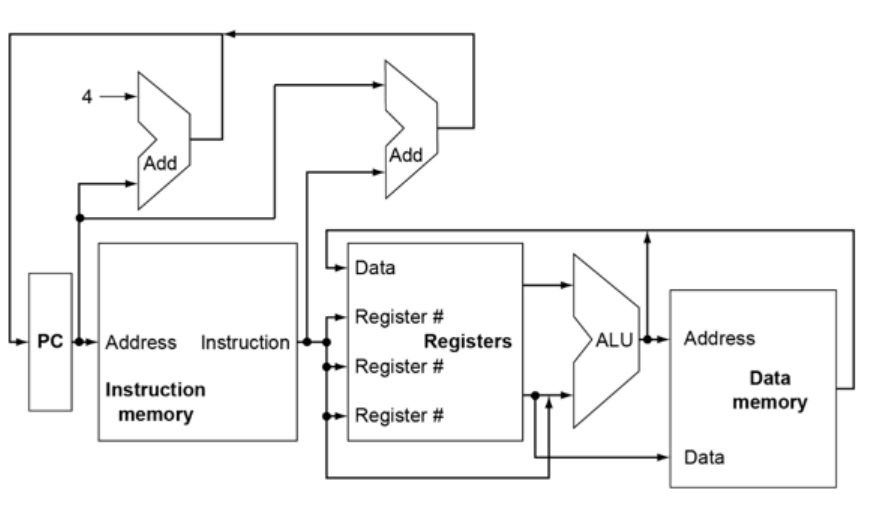 4
Add
Add
Data
Register #
PC
Address
Instruction
Registers
ALU
Address
Instruction
memory
Register #
Data
memory
Register #
Data